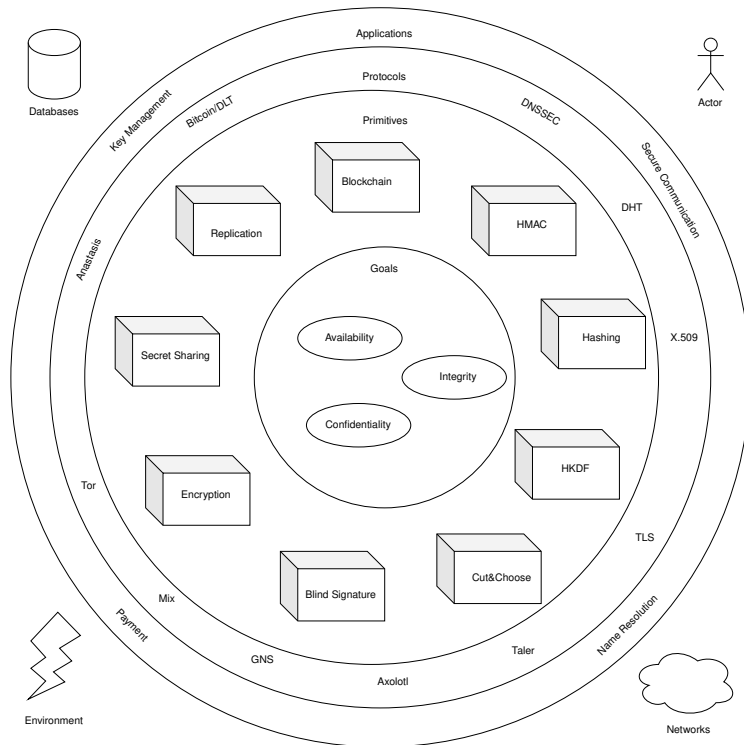 Applications
Databases
Actor
Protocols
Key Management
Bitcoin/DLT
DNSSEC
Secure Communication
Primitives
Blockchain
Replication
HMAC
DHT
Anastasis
Goals
Availability
Hashing
X.509
Secret Sharing
Integrity
Confidentiality
HKDF
Tor
Encryption
TLS
Cut&Choose
Blind Signature
Mix
Payment
Name Resolution
GNS
Taler
Axolotl
Environment
Networks